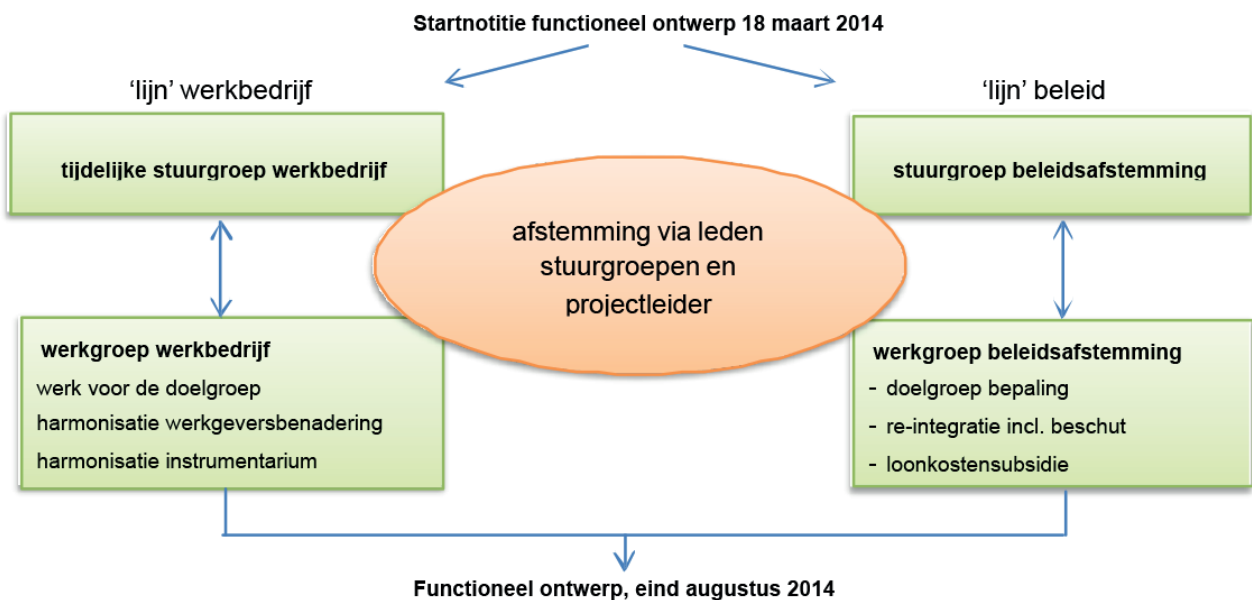 Startnotitie functioneel ontwerp 18 maart 2014
‘lijn’ werkbedrijf
‘lijn’ beleid
tijdelijke stuurgroep werkbedrijf
stuurgroep beleidsafstemming
afstemming via leden
stuurgroepen en
projectleider
werkgroep werkbedrijf
werk voor de doelgroep
harmonisatie werkgeversbenadering
harmonisatie instrumentarium
werkgroep beleidsafstemming
- doelgroep bepaling
- re-integratie incl. beschut
- loonkostensubsidie
Functioneel ontwerp, eind augustus 2014